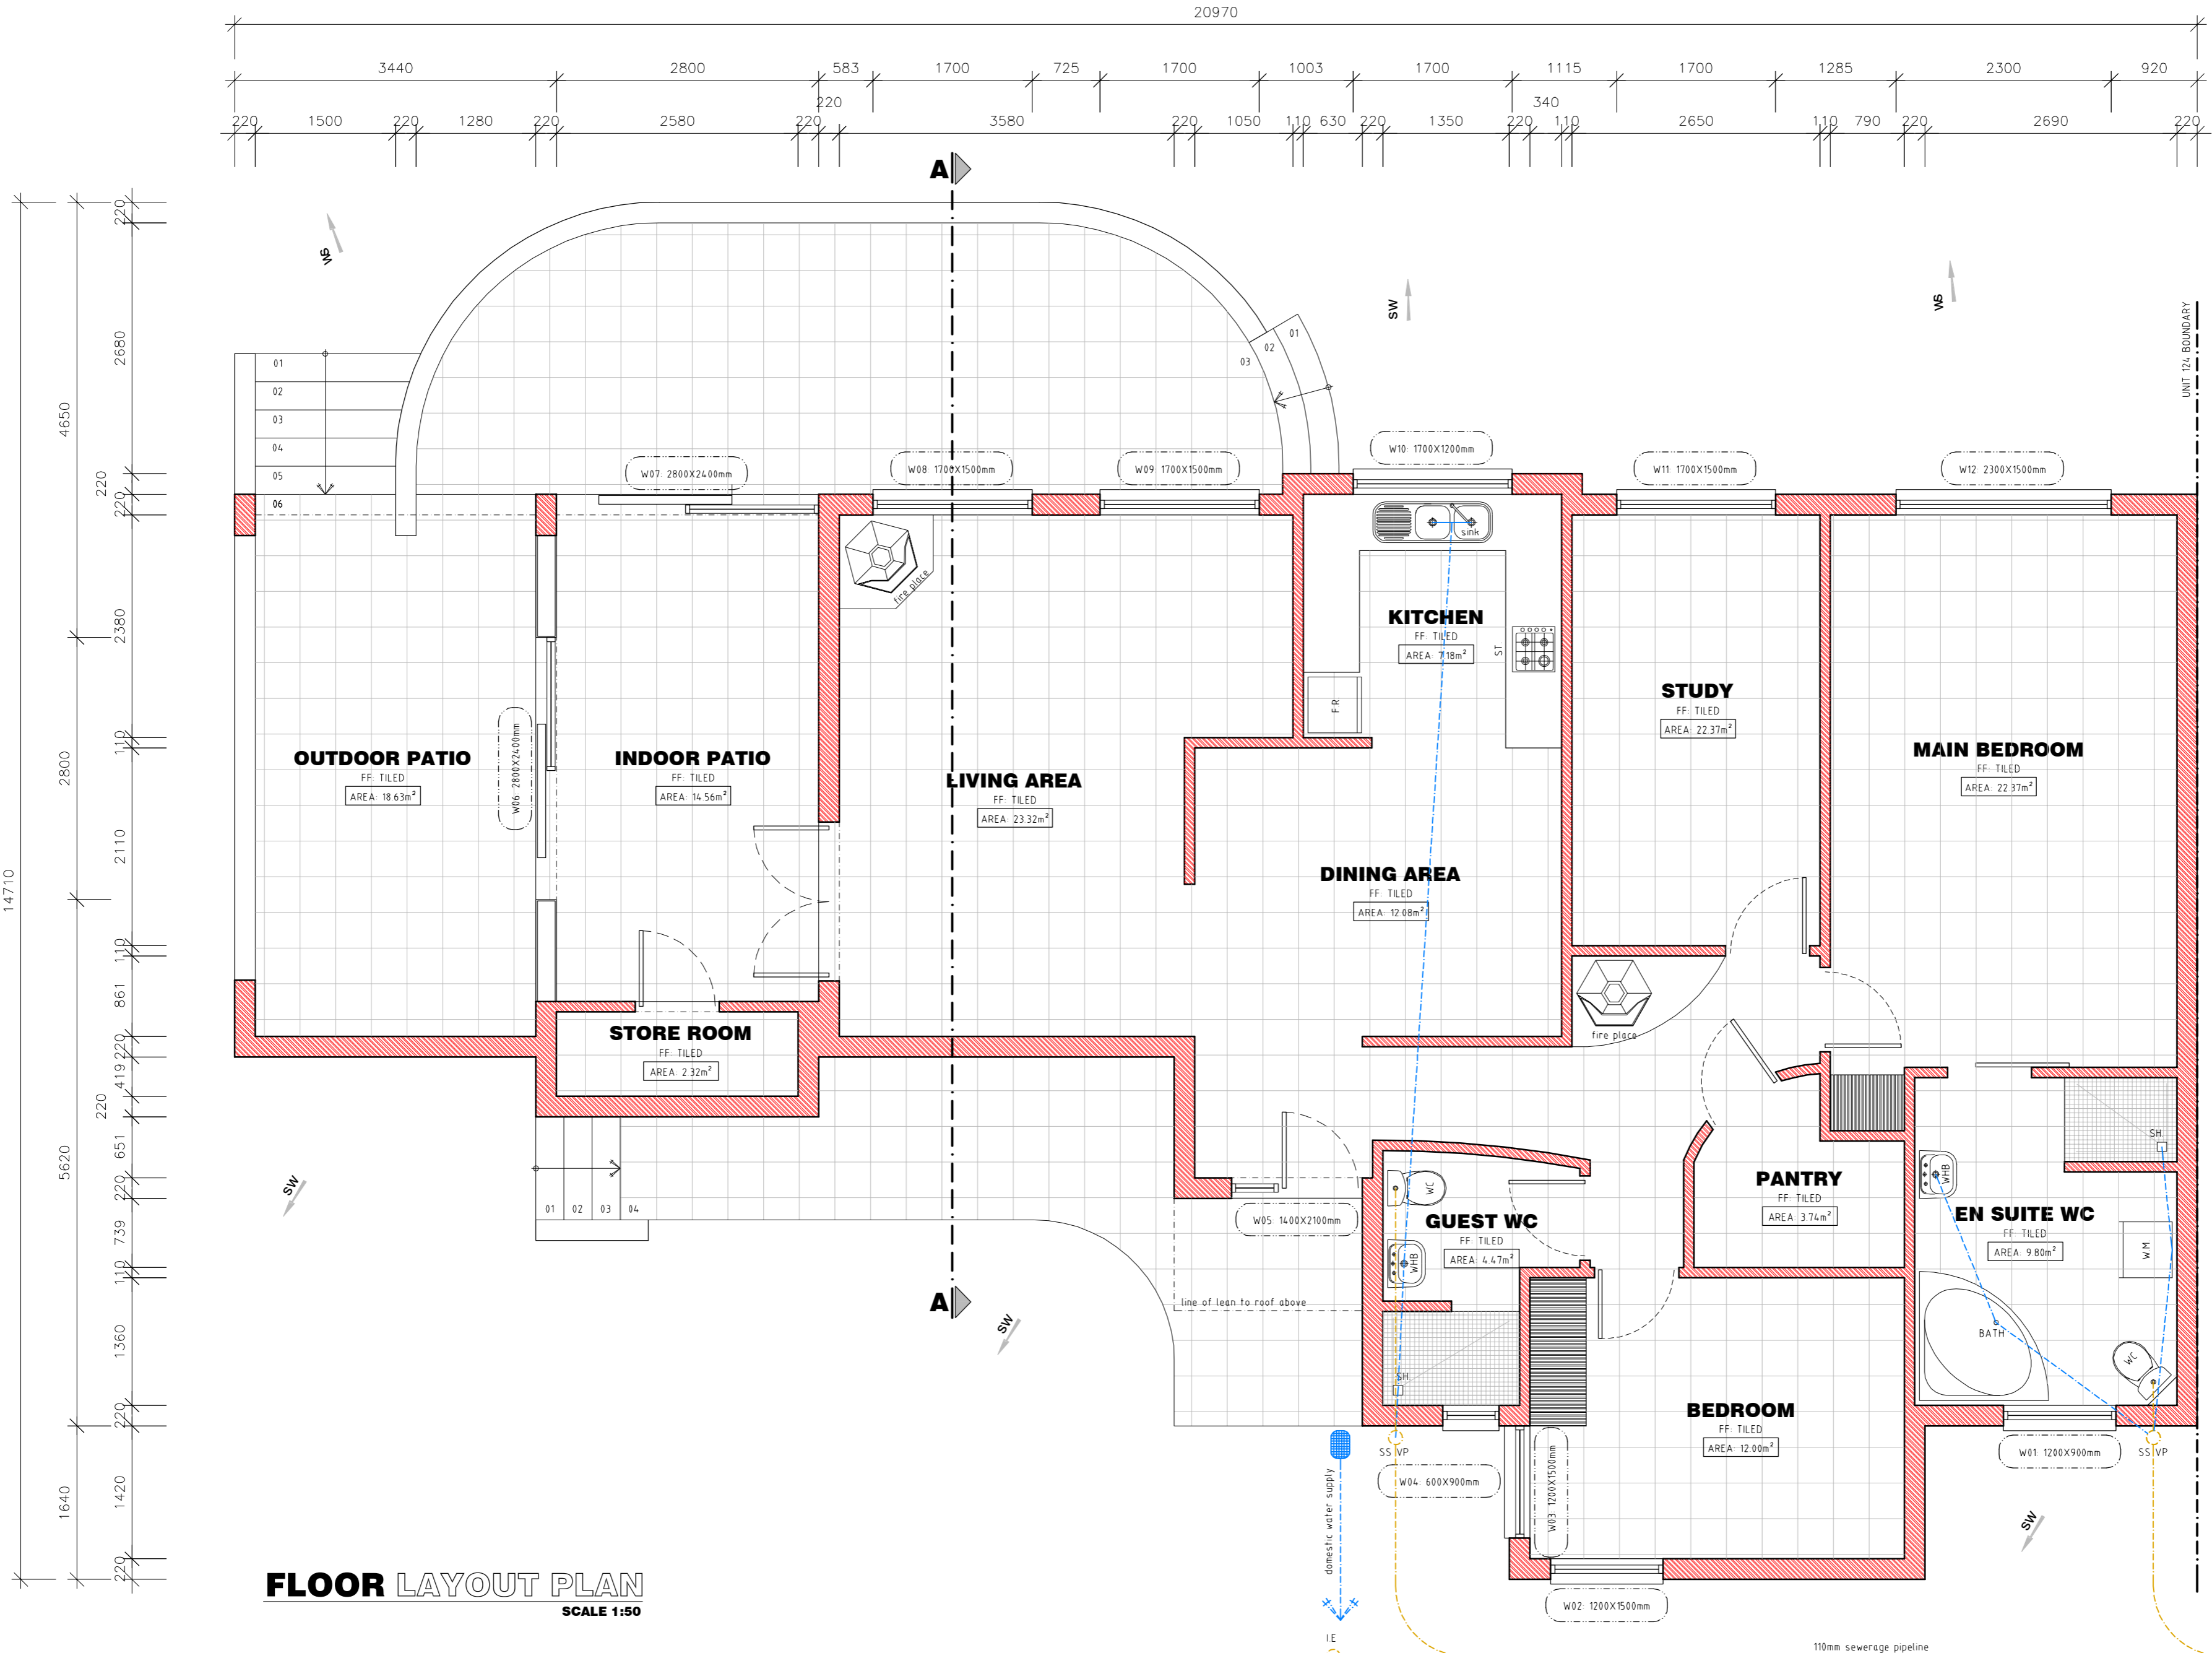 20970
3440 2800 583 1700 725 1700 1003 1700 1115 1700 1285 2300 920
220 340
220 1500 220 1280 220 2580 220 3580 220 1050 110 630 220 1350 220 110 2650 110 790 220 2690 220
A
14710
4650 2800 5620 1640
220 2680 220 220 2380 110 2110 110 861 220 419 220 651 220 739 110 1360 220 1420 220
SW
SW
SW
UNIT 124 BOUNDARY
01
02
03
04
05
06
01
02
03
W07: 2800X2400mm
W08: 1700X1500mm
W09: 1700X1500mm
W10: 1700X1200mm
W11: 1700X1500mm
W12: 2300X1500mm
sink
fire place
KITCHEN
FF: TILED
AREA: 7.18m²
ST.
F.R.
STUDY
FF: TILED
AREA: 22.37m²
MAIN BEDROOM
FF: TILED
AREA: 22.37m²
OUTDOOR PATIO
FF: TILED
AREA: 18.63m²
W06: 2800X2400mm
INDOOR PATIO
FF: TILED
AREA: 14.56m²
LIVING AREA
FF: TILED
AREA: 23.32m²
DINING AREA
FF: TILED
AREA: 12.08m²
STORE ROOM
FF: TILED
AREA: 2.32m²
fire place
SH
PANTRY
FF: TILED
AREA: 3.74m²
WHB
EN SUITE WC
FF: TILED
AREA: 9.80m²
W.M.
BATH
WC
WC
GUEST WC
FF: TILED
AREA: 4.47m²
WHB
SH
W05: 1400X2100mm
SW
01 02 03 04
A
line of lean to roof above
SW
BEDROOM
FF: TILED
AREA: 12.00m²
SS VP
W04: 600X900mm
W03: 1200X1500mm
W01: 1200X900mm
SS VP
SW
domestic water supply
W02: 1200X1500mm
I.E
110mm sewerage pipeline
FLOOR LAYOUT PLAN
SCALE 1:50